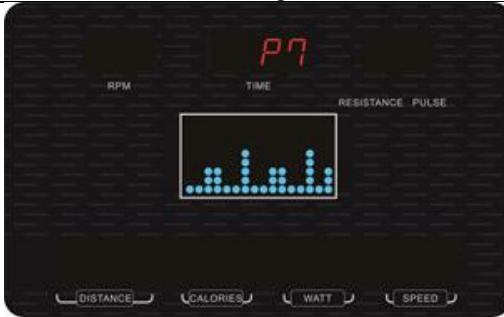 P7
RPM TIME
RESISTANCE PULSE
DISTANCE CALORIES WATT SPEED